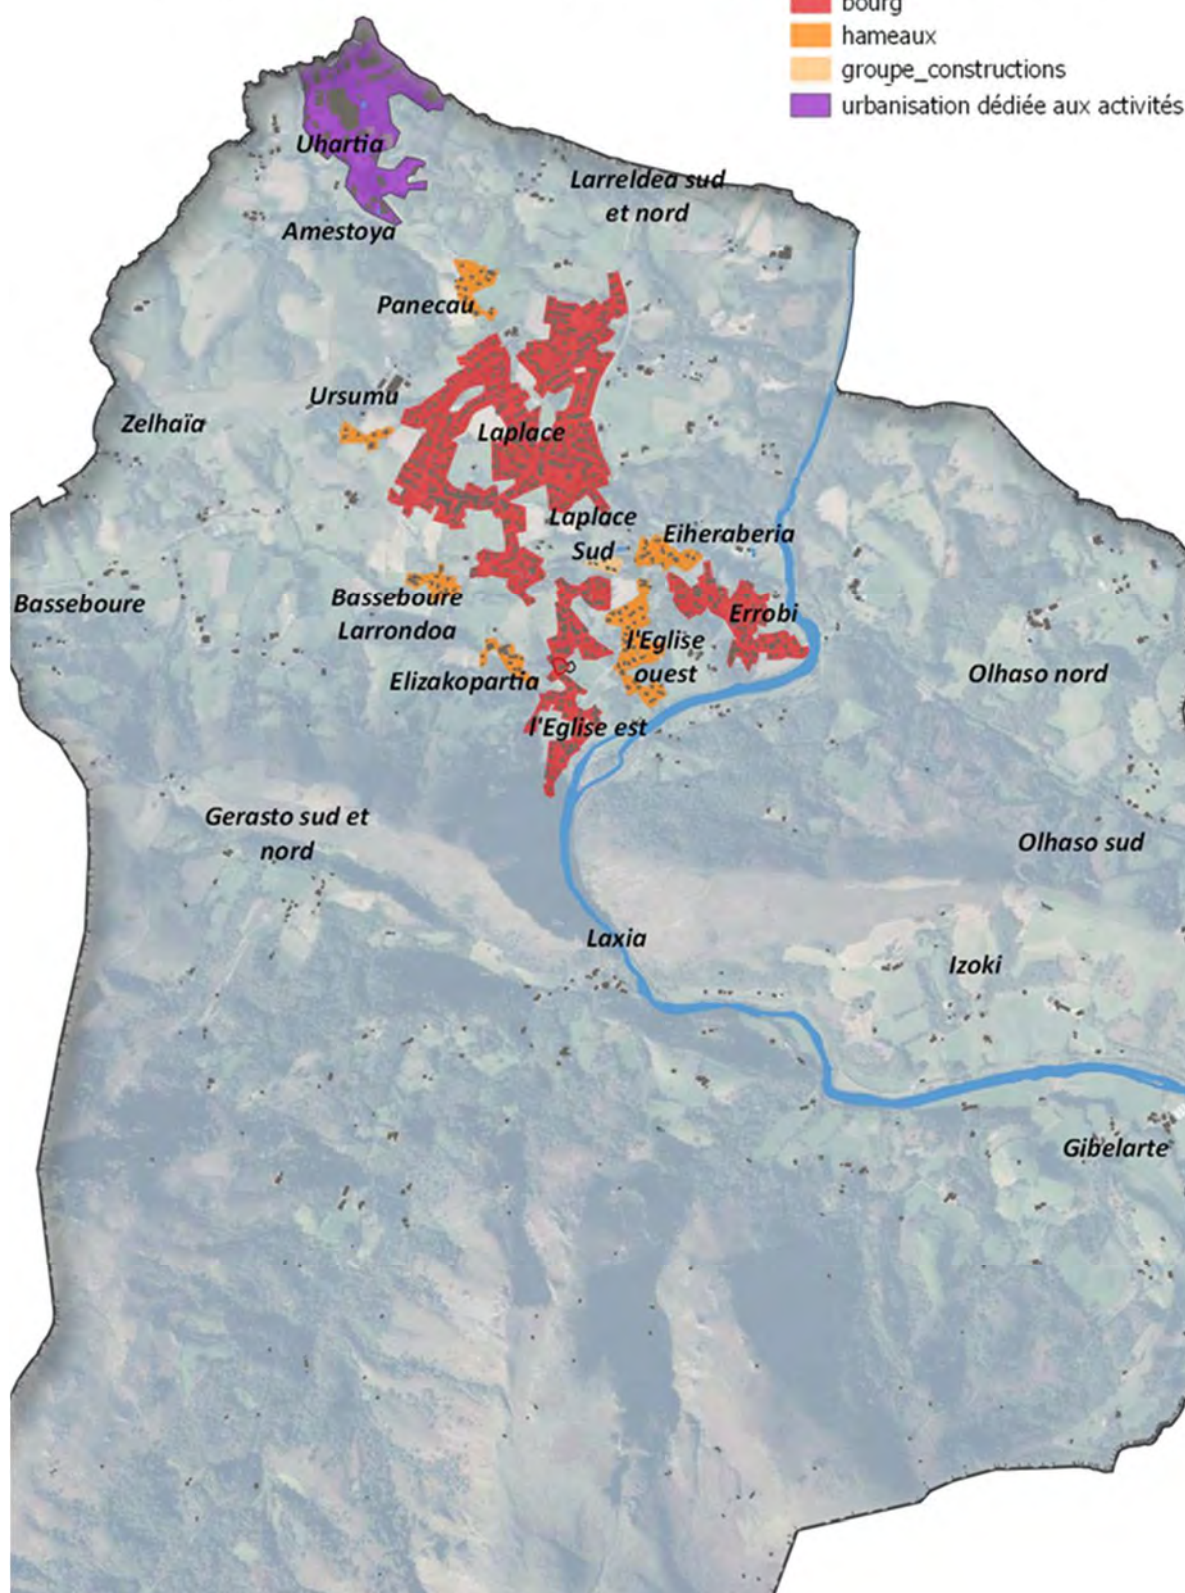 bourg
hameaux
groupe_constructions
urbanisation dédiée aux activités
Uhartia
Larreldea sud
et nord
Amestoya
Panecau
Ursumu
Zelhaïa
Laplace
Laplace
Sud
Eiheraberia
Basseboure
Basseboure
Larrondoa
Errobi
l'Eglise
ouest
Elizakopartia
Olhaso nord
l'Eglise est
Gerasto sud et
nord
Olhaso sud
Laxia
Izoki
Gibelarte